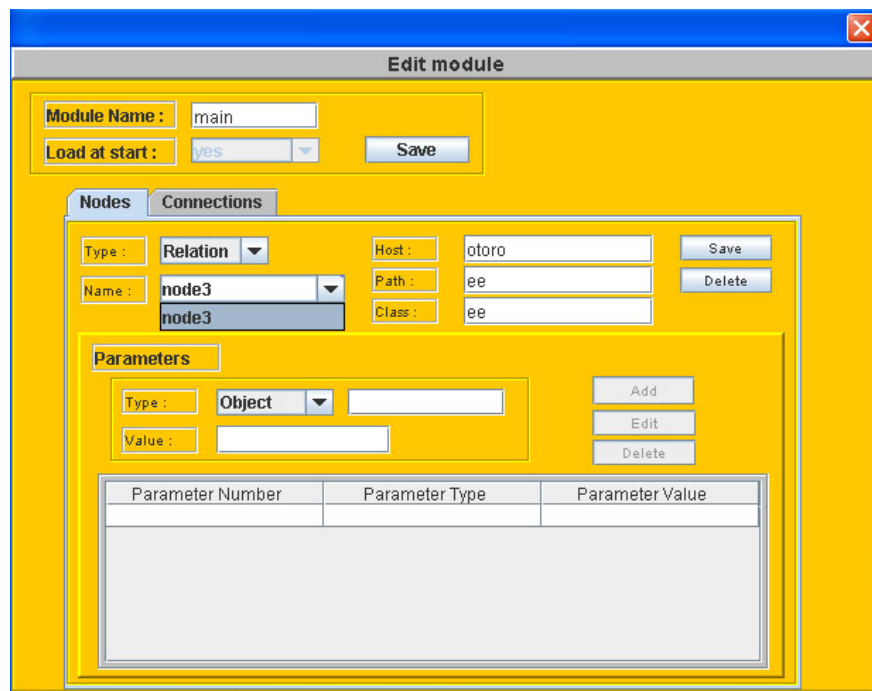 Edit module
Module Name : main
Load at start : yes Save
Nodes Connections
Type : Relation Host : otoro Save
Name : node3 Path : ee Delete
node3 Class : ee
Parameters
Type : Object Add
Edit
Value : Delete
Parameter Number Parameter Type Parameter Value